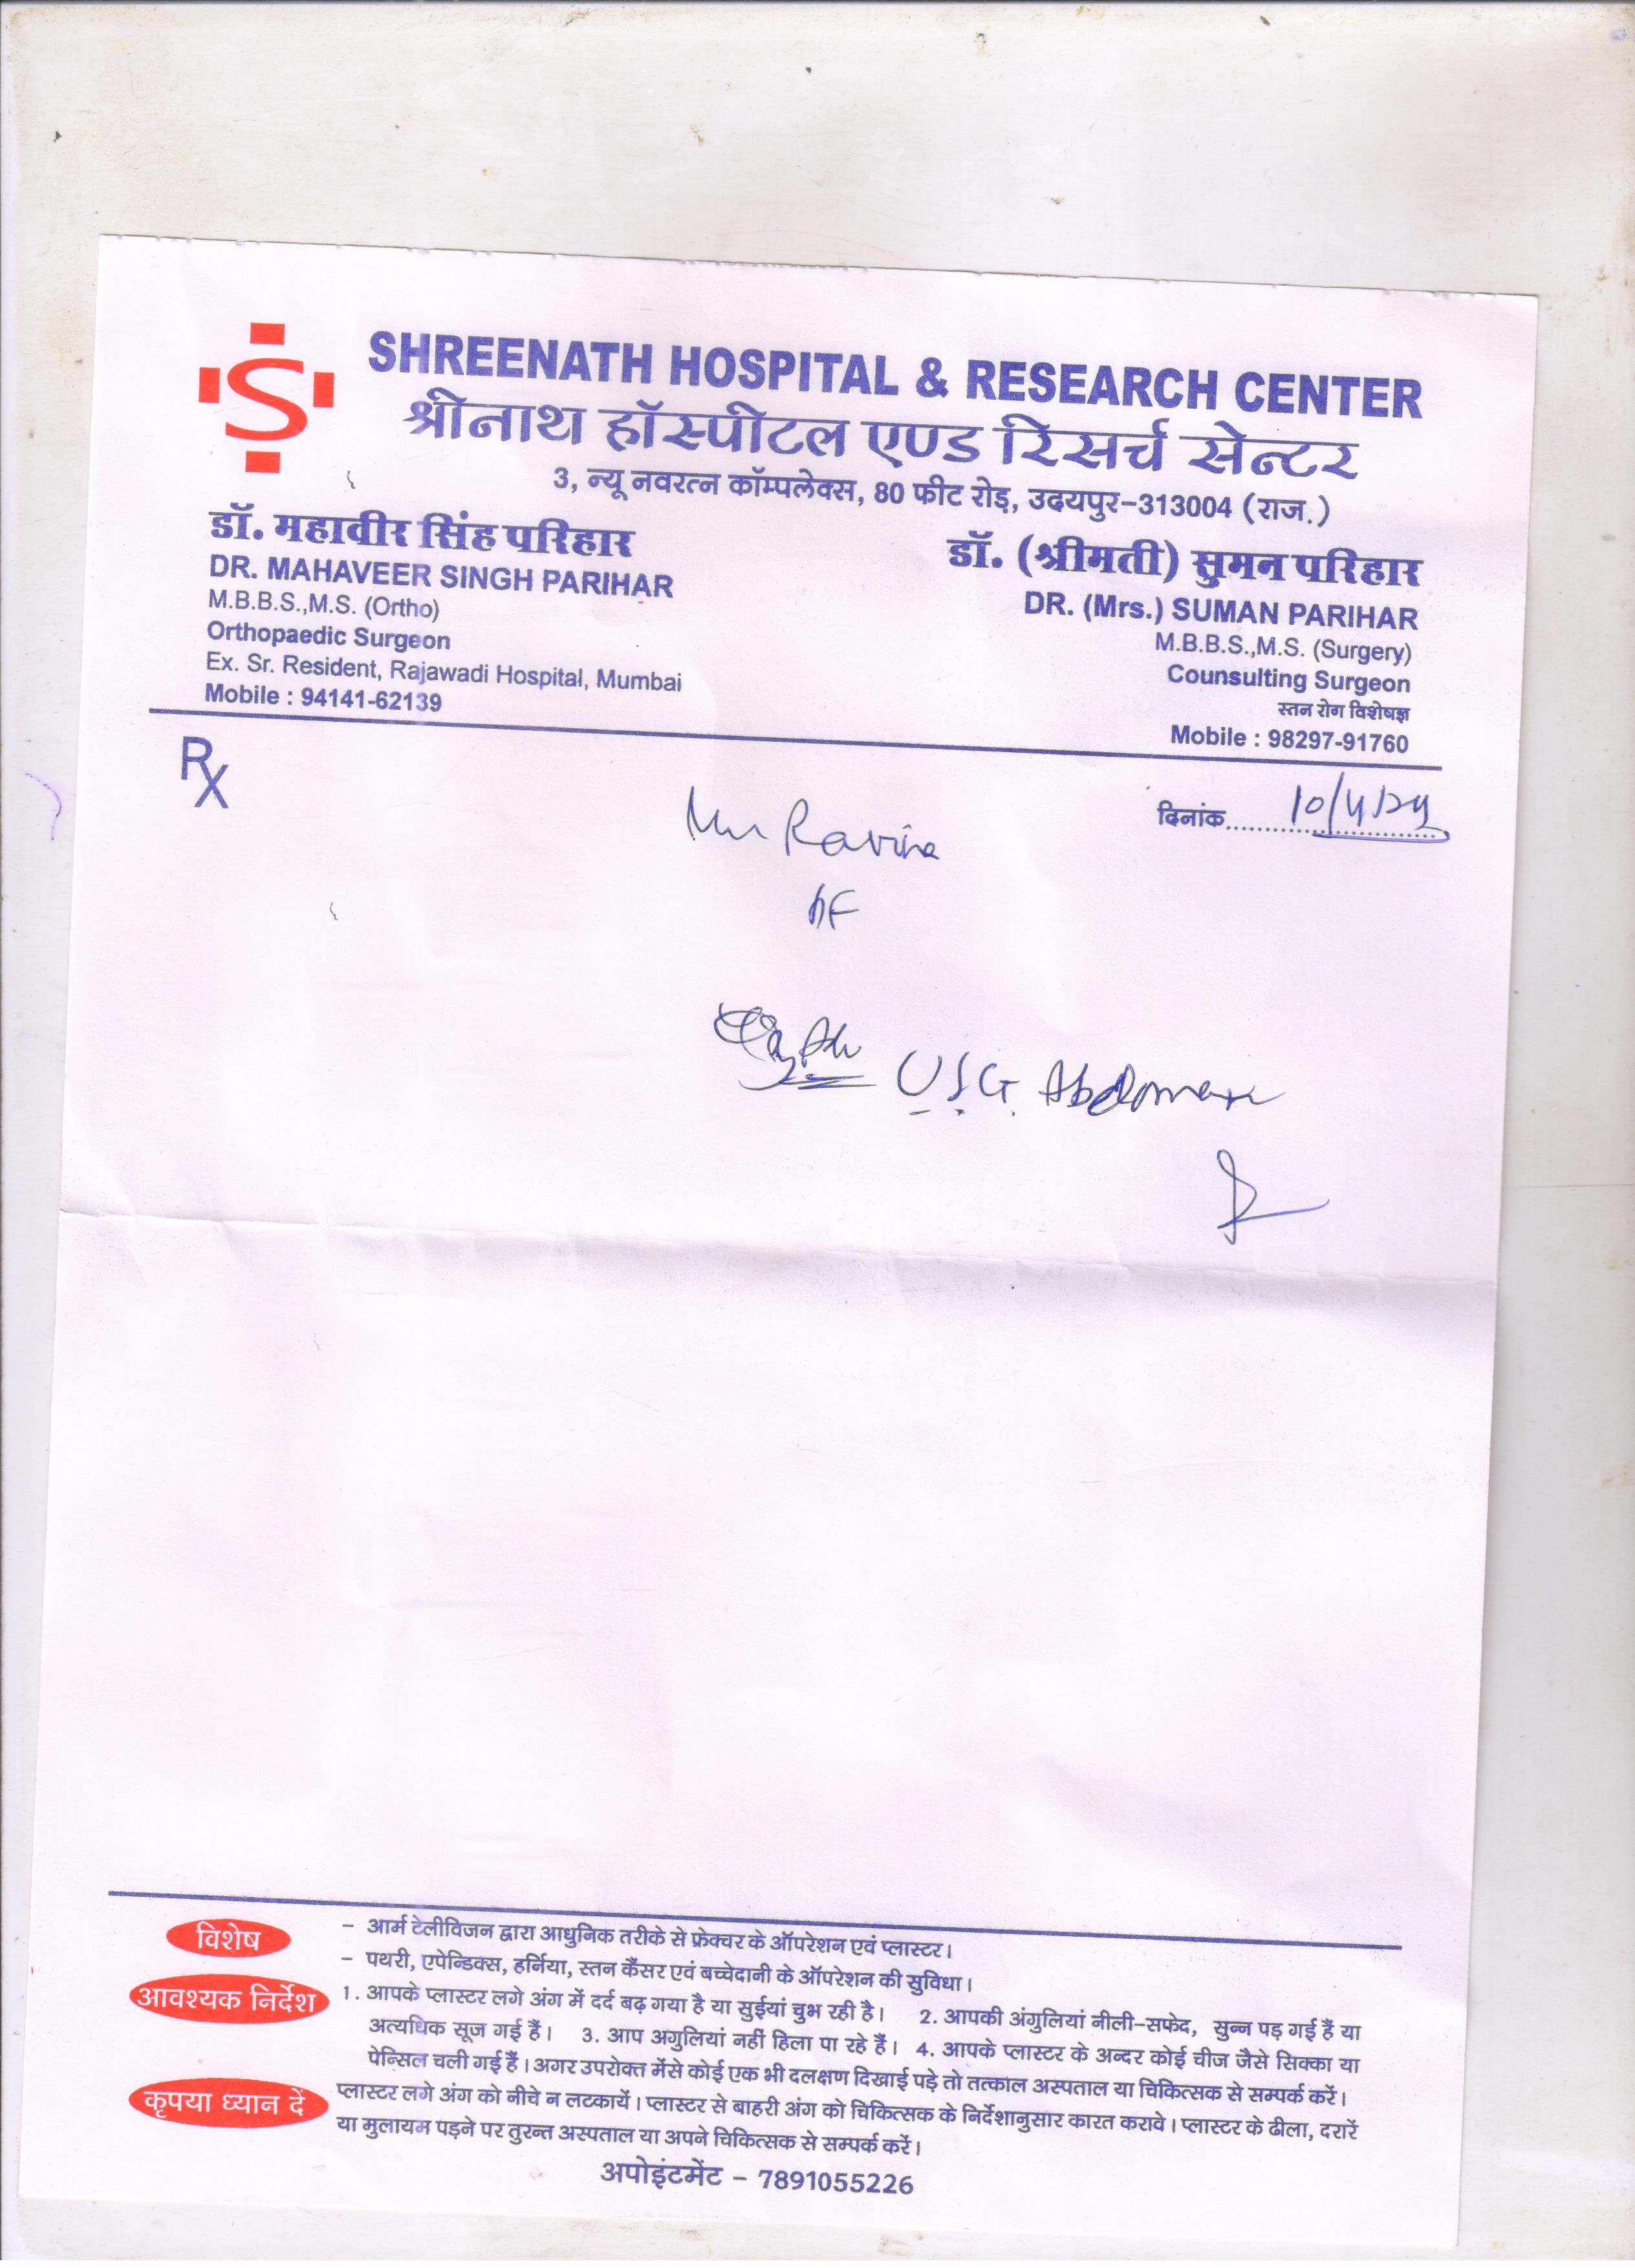 SHREENATH HOSPITAL & RESEARCH CENTER
श्रीनाथ हॉस्पीटल एण्ड रिसर्च सेन्टर
3, न्यू नवरत्न कॉम्पलेक्स, 80 फीट रोड़, उदयपुर-313004 (राज.)
डॉ. महावीर सिंह परिहार
DR. MAHAVEER SINGH PARIHAR
M.B.B.S.,M.S. (Ortho)
Orthopaedic Surgeon
Ex. Sr. Resident, Rajawadi Hospital, Mumbai
Mobile : 94141-62139
डॉ. (श्रीमती) सुमन परिहार
DR. (Mrs.) SUMAN PARIHAR
M.B.B.S.,M.S. (Surgery)
Counsulting Surgeon
स्तन रोग विशेषज्ञ
Mobile : 98297-91760
Rx
दिनांक 10/4/24
Ravina
USG Abdomen
विशेष
- आर्म टेलीविजन द्वारा आधुनिक तरीके से फ्रेक्चर के ऑपरेशन एवं प्लास्टर।
- पथरी, एपेन्डिक्स, हर्निया, स्तन कैंसर एवं बच्चेदानी के ऑपरेशन की सुविधा।
आवश्यक निर्देश
1. आपके प्लास्टर लगे अंग में दर्द बढ़ गया है या सुईयां चुभ रही है। 2. आपकी अंगुलियां नीली-सफेद, सुन्न पड़ गई हैं या
अत्यधिक सूज गई हैं। 3. आप अगुलियां नहीं हिला पा रहे हैं। 4. आपके प्लास्टर के अन्दर कोई चीज जैसे सिक्का या
पेन्सिल चली गई हैं। अगर उपरोक्त मेंसे कोई एक भी दलक्षण दिखाई पड़े तो तत्काल अस्पताल या चिकित्सक से सम्पर्क करें।
कृपया ध्यान दें
प्लास्टर लगे अंग को नीचे न लटकायें। प्लास्टर से बाहरी अंग को चिकित्सक के निर्देशानुसार कारत करावे। प्लास्टर के ढीला, दरारें
या मुलायम पड़ने पर तुरन्त अस्पताल या अपने चिकित्सक से सम्पर्क करें।
अपोइंटमेंट - 7891055226